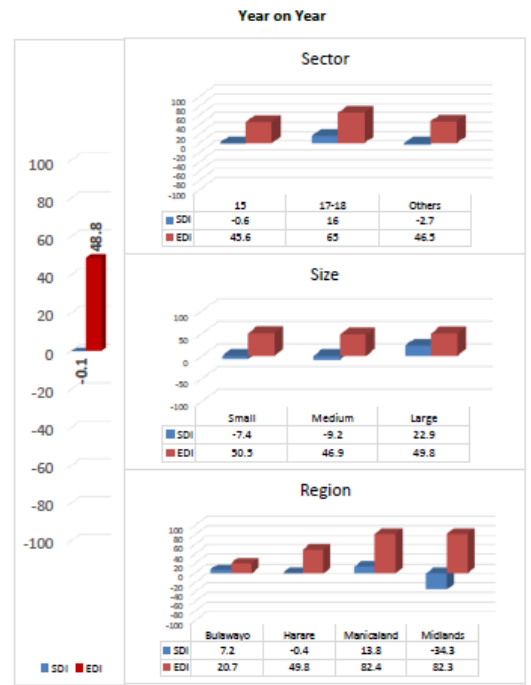 Year on Year
100
80
60
40
20
0
-20
-40
-60
-80
-100
48.8
-0.1
SDI EDI
Sector
100
80
60
40
20
0
-20
-40
-60
-80
-100
15 17-18 Others
SDI -0.6 16 -2.7
EDI 45.6 65 46.5
Size
100
50
0
-50
-100
Small Medium Large
SDI -7.4 -9.2 22.9
EDI 50.5 46.9 49.8
Region
100
80
60
40
20
0
-20
-40
-60
-80
-100
Bulawayo Harare Manicaland Midlands
SDI 7.2 -0.4 13.8 -34.3
EDI 20.7 49.8 82.4 82.3